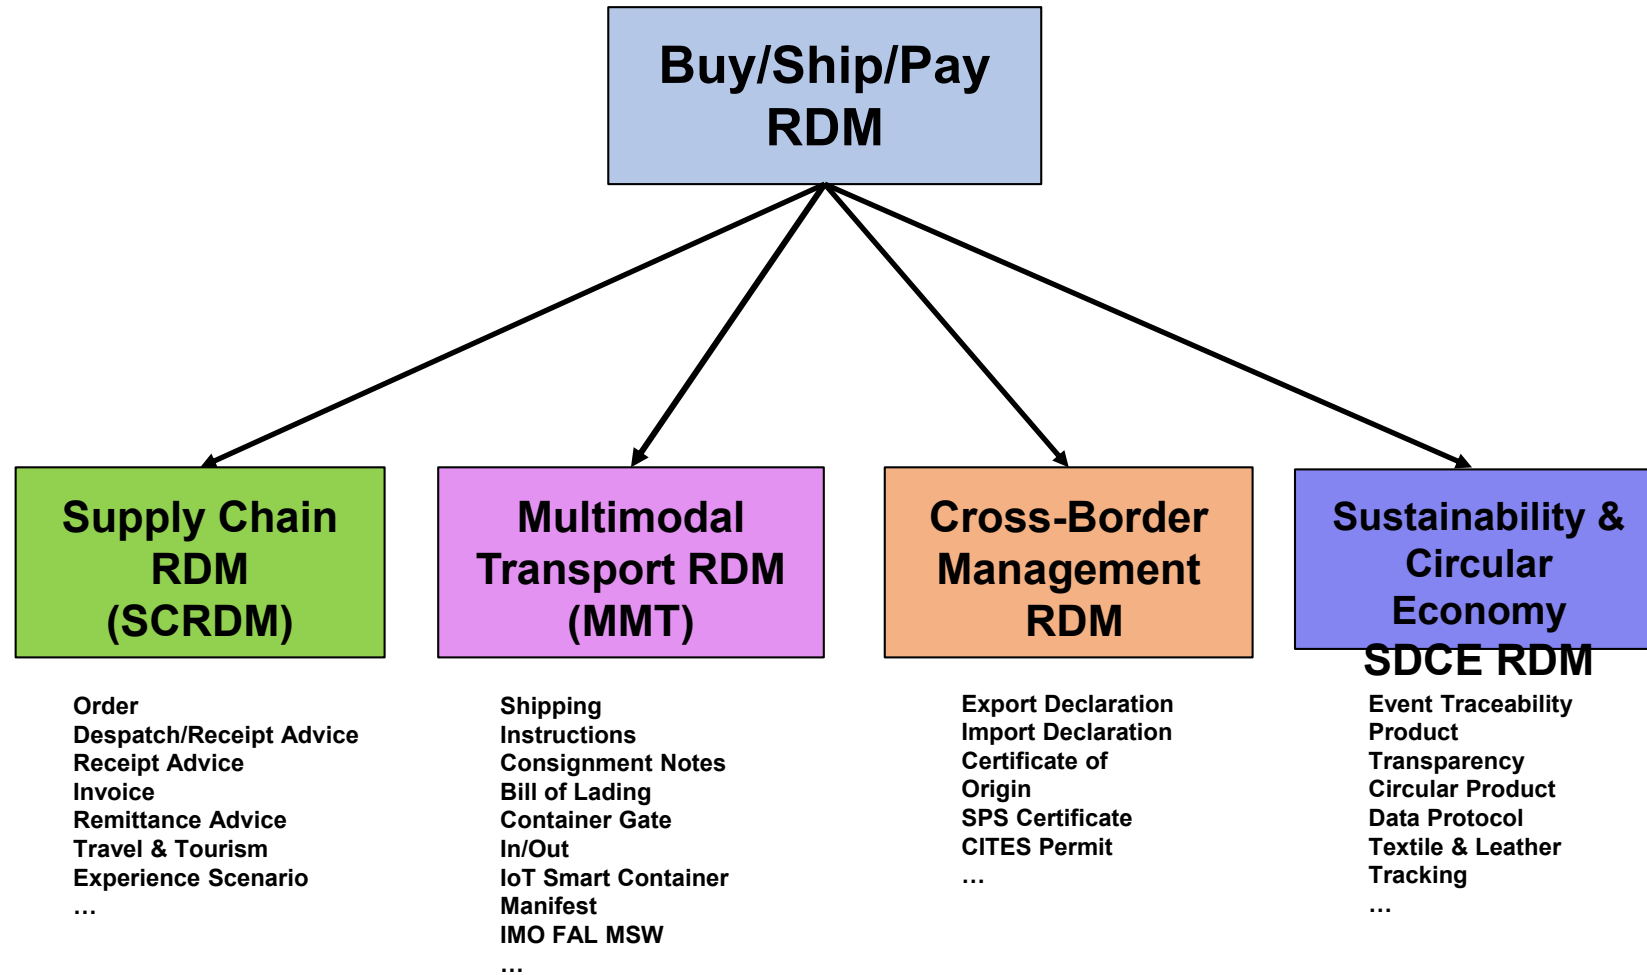 Buy/Ship/Pay
RDM
Supply Chain
RDM
(SCRDM)
Multimodal
Transport RDM
(MMT)
Cross-Border
Management
RDM
Sustainability &
Circular
Economy
SDCE RDM
Order
Despatch/Receipt Advice
Receipt Advice
Invoice
Remittance Advice
Travel & Tourism
Experience Scenario
…
Shipping
Instructions
Consignment Notes
Bill of Lading
Container Gate
In/Out
IoT Smart Container
Manifest
IMO FAL MSW
…
Export Declaration
Import Declaration
Certificate of
Origin
SPS Certificate
CITES Permit
…
Event Traceability
Product
Transparency
Circular Product
Data Protocol
Textile & Leather
Tracking
…